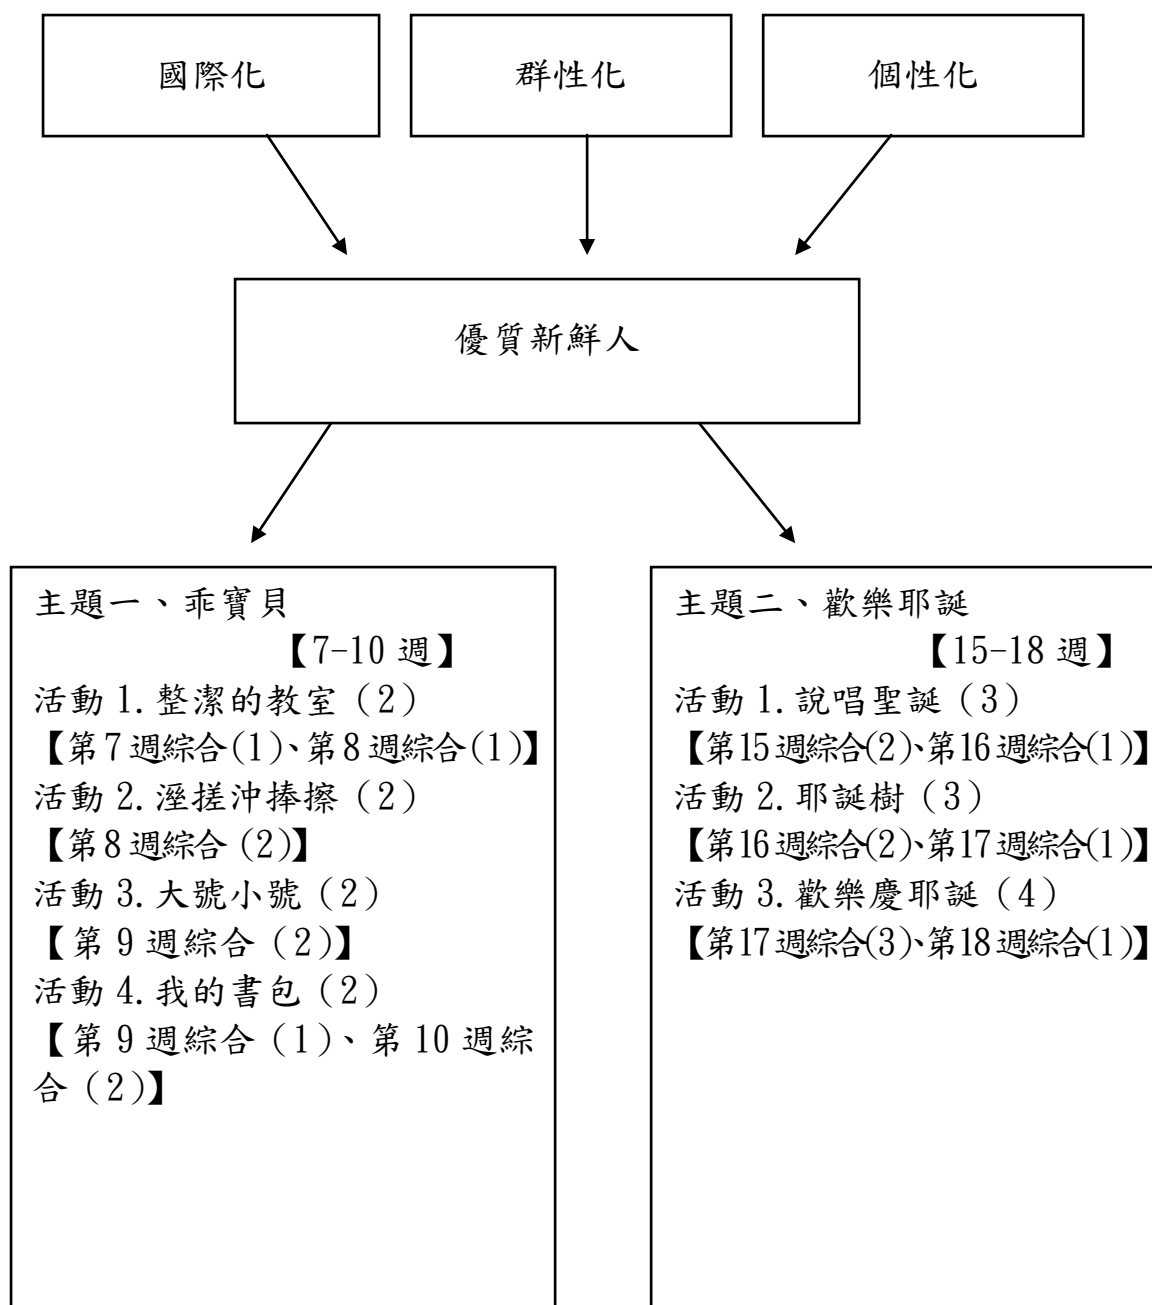 國際化
群性化
個性化
優質新鮮人
主題一、乖寶貝
【7-10 週】
活動 1.整潔的教室（2）
【第7週綜合(1)、第8週綜合(1)】
活動 2.溼搓沖捧擦（2）
【第8週綜合 (2)】
活動 3.大號小號（2）
【第 9 週綜合（2)】
活動 4.我的書包（2）
【第 9 週綜合（1)、第 10 週綜
合（2)】
主題二、歡樂耶誕
【15-18 週】
活動 1.說唱聖誕（3）
【第15週綜合(2)、第16週綜合(1)】
活動 2.耶誕樹（3）
【第16週綜合(2)、第17週綜合(1)】
活動 3.歡樂慶耶誕（4）
【第17週綜合(3)、第18週綜合(1)】